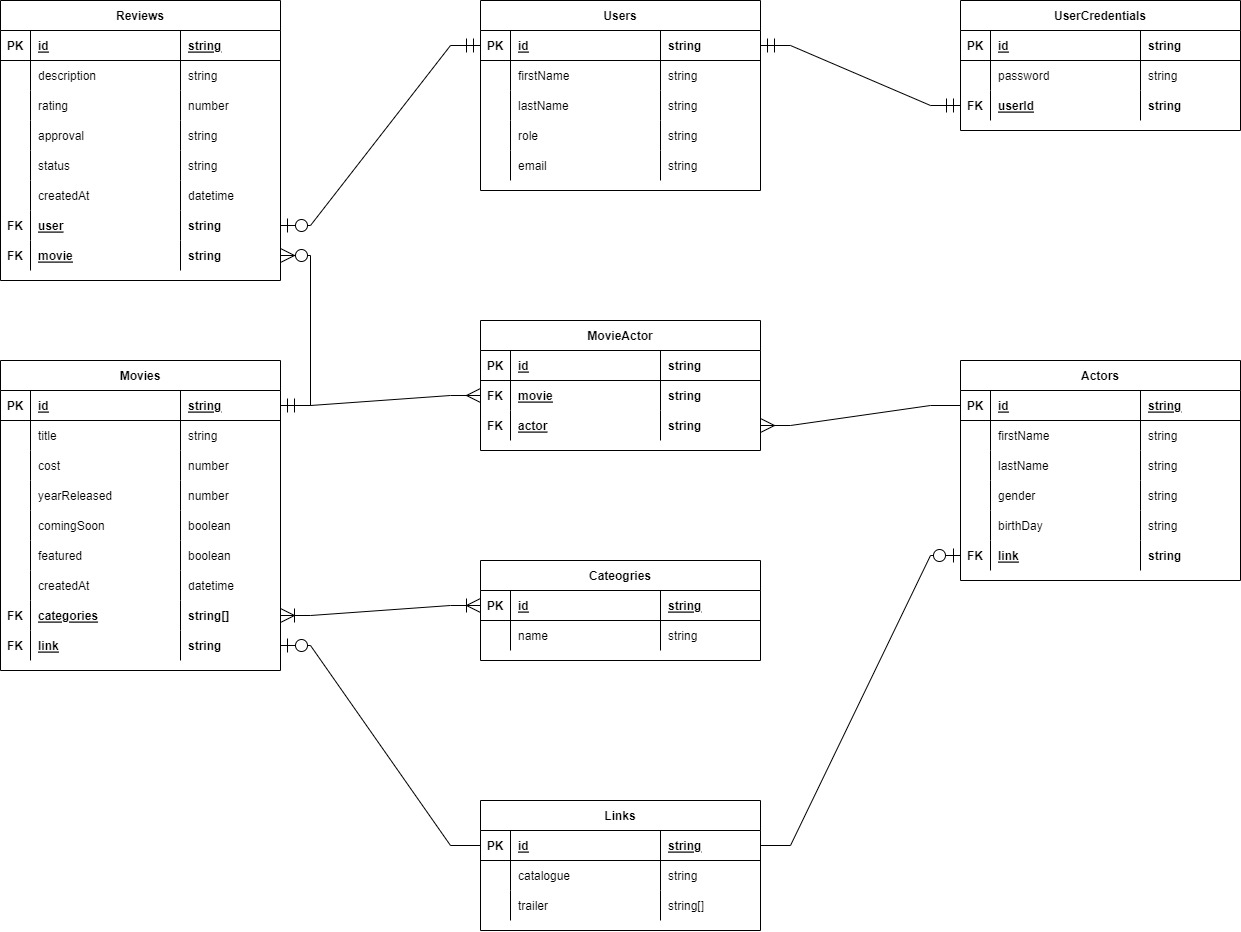 Reviews
PK id string
description string
rating number
approval string
status string
createdAt datetime
FK user string
FK movie string
Users
PK id string
firstName string
lastName string
role string
email string
UserCredentials
PK id string
password string
FK userId string
Movies
PK id string
title string
cost number
yearReleased number
comingSoon boolean
featured boolean
createdAt datetime
FK categories string[]
FK link string
MovieActor
PK id string
FK movie string
FK actor string
Actors
PK id string
firstName string
lastName string
gender string
birthDay string
FK link string
Cateogries
PK id string
name string
Links
PK id string
catalogue string
trailer string[]